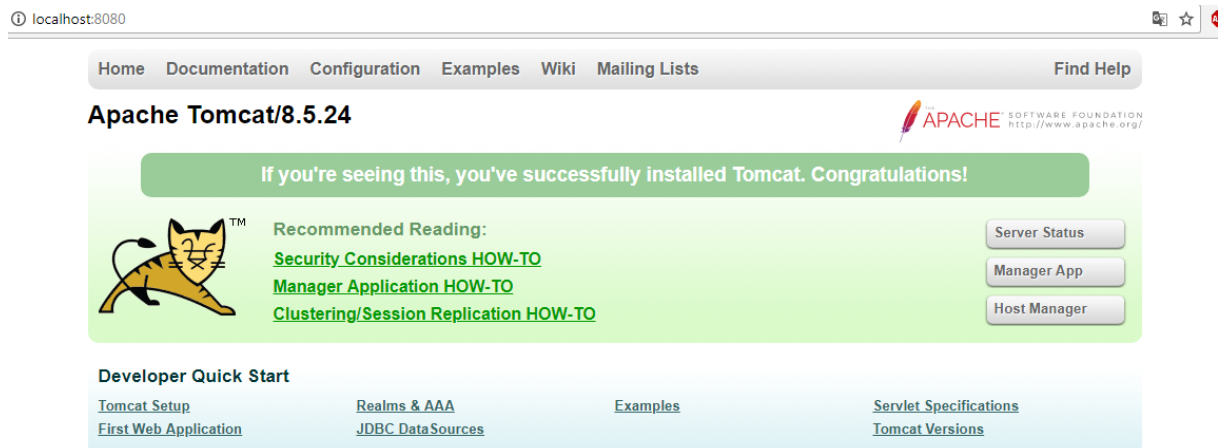 localhost:8080
Home Documentation Configuration Examples Wiki Mailing Lists Find Help
Apache Tomcat/8.5.24
THE
APACHE SOFTWARE FOUNDATION
http://www.apache.org/
If you're seeing this, you've successfully installed Tomcat. Congratulations!
TM
Recommended Reading:
Security Considerations HOW-TO
Manager Application HOW-TO
Clustering/Session Replication HOW-TO
Server Status
Manager App
Host Manager
Developer Quick Start
Tomcat Setup Realms & AAA Examples Servlet Specifications
First Web Application JDBC DataSources Tomcat Versions